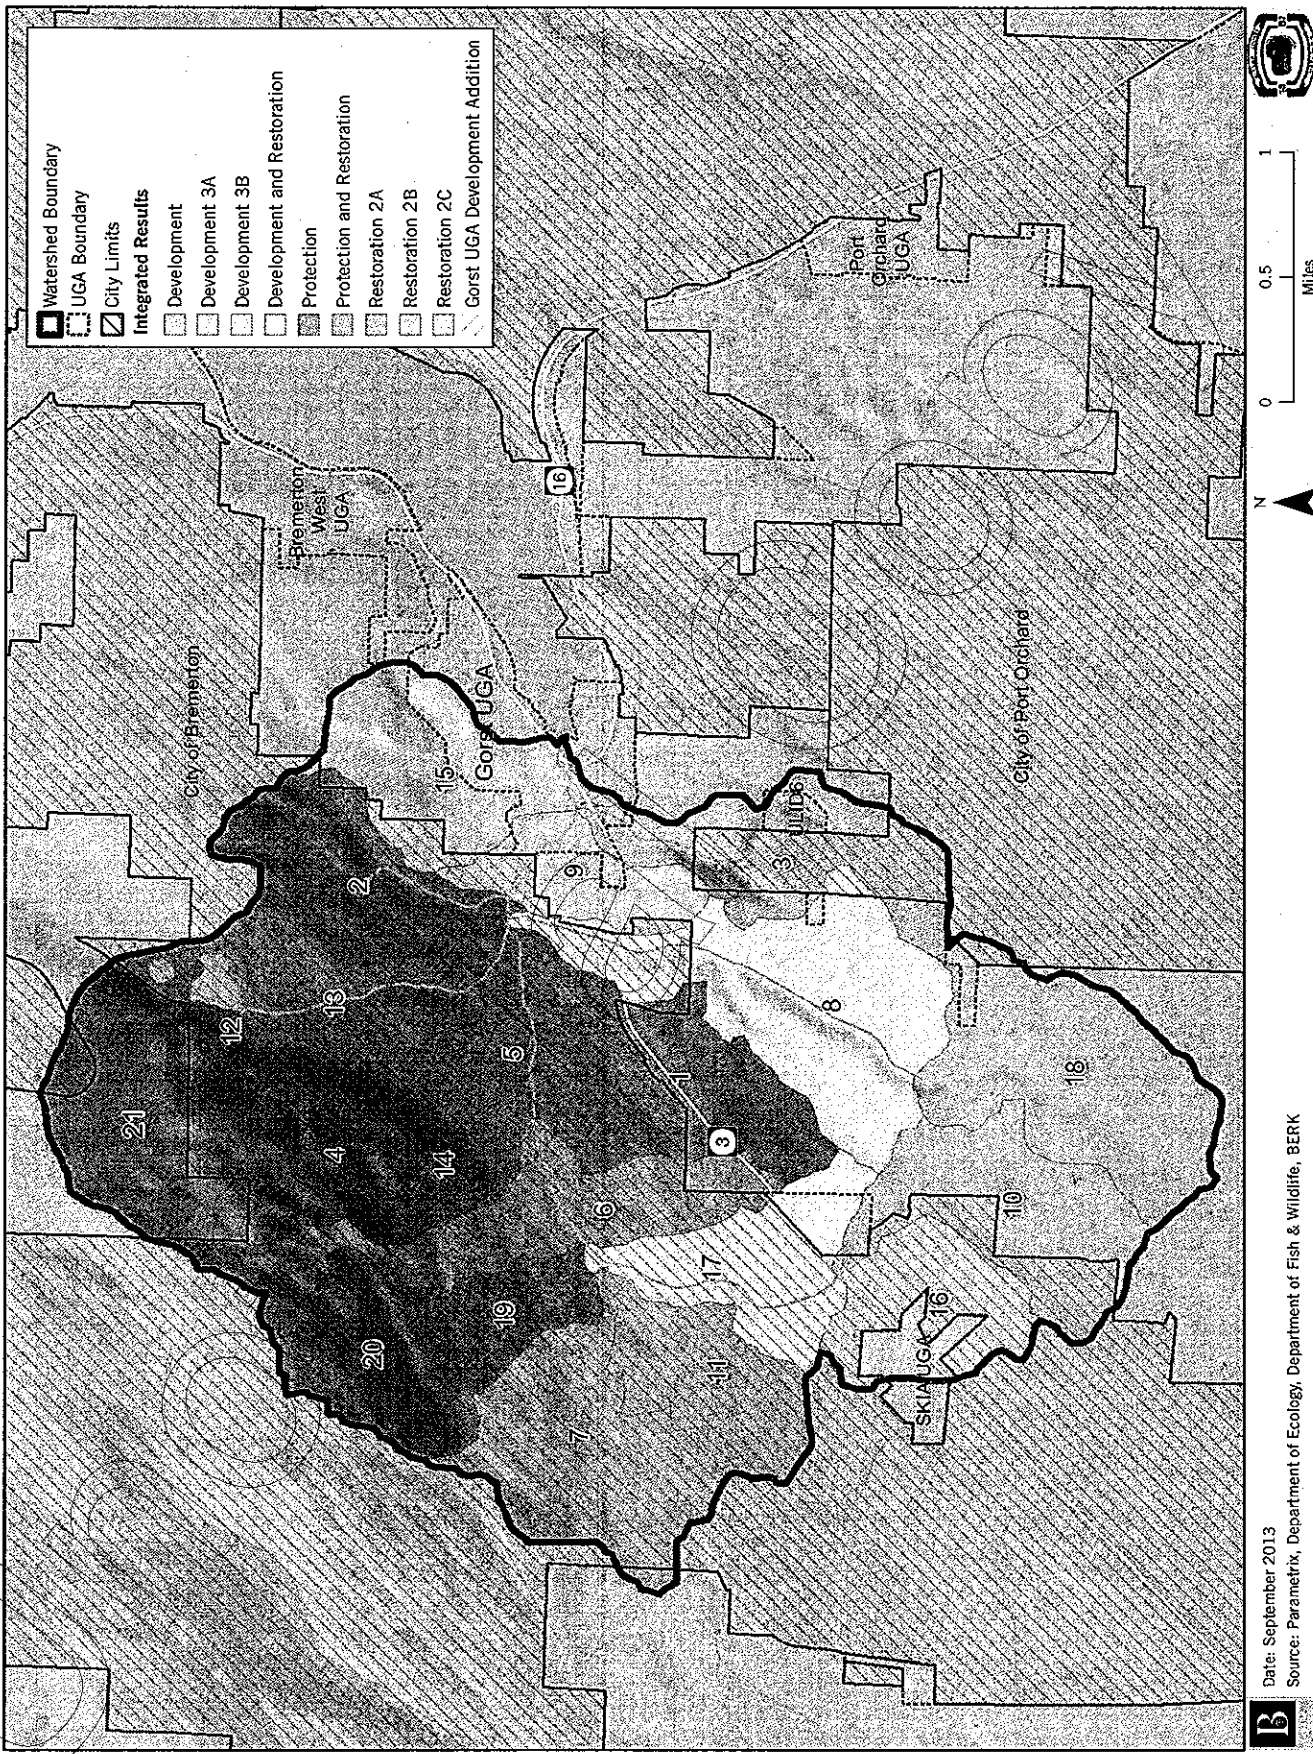 Watershed Boundary
UGA Boundary
City Limits
Integrated Results
Development
Development 3A
Development 3B
Development and Restoration
Protection
Protection and Restoration
Restoration 2A
Restoration 2B
Restoration 2C
Gorst UGA Development Addition
City of Bremerton
Bremerton
West
UGA
Gorst UGA
Port
Orchard
UGA
City of Port Orchard
ULID6
SKIA UGA
21
12
13
2
15
4
14
5
20
19
6
7
11
17
1
3
16
9
3
8
18
10
16
N
0
0.5
1
Miles
B
Date: September 2013
Source: Parametrix, Department of Ecology, Department of Fish & Wildlife, BERK